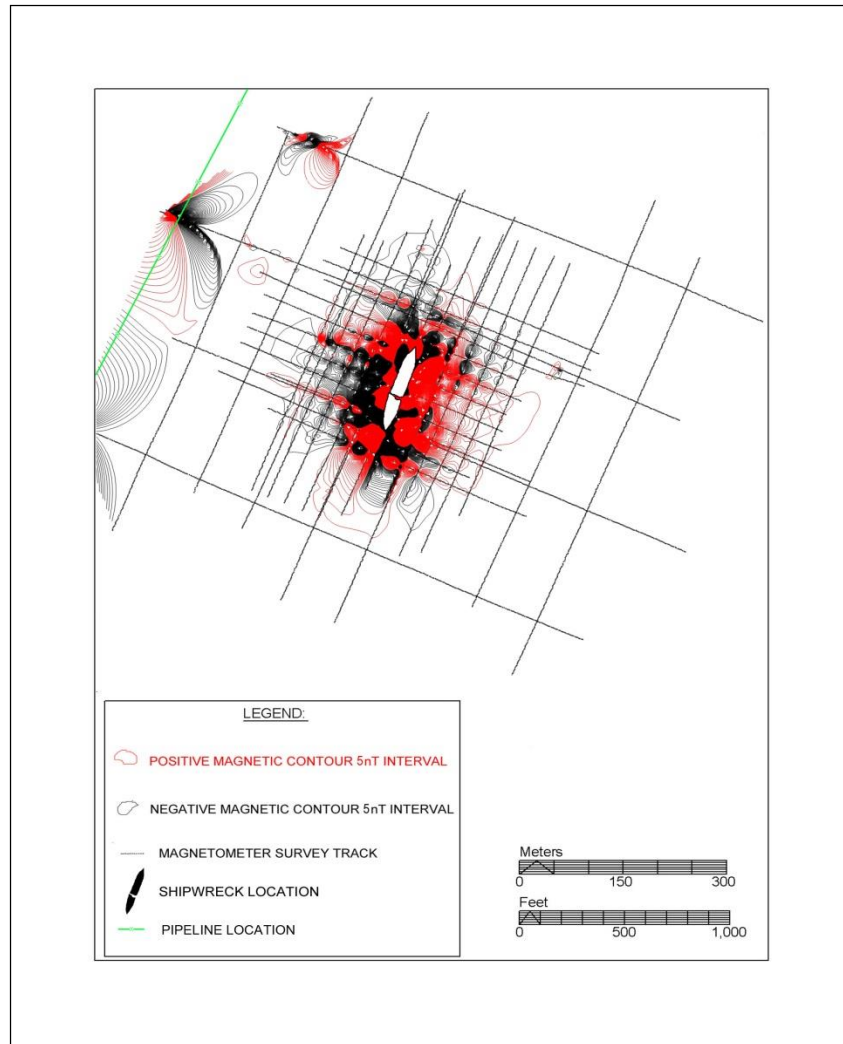 LEGEND:
POSITIVE MAGNETIC CONTOUR 5nT INTERVAL
NEGATIVE MAGNETIC CONTOUR 5nT INTERVAL
MAGNETOMETER SURVEY TRACK
SHIPWRECK LOCATION
PIPELINE LOCATION
Meters
0 150 300
Feet
0 500 1,000